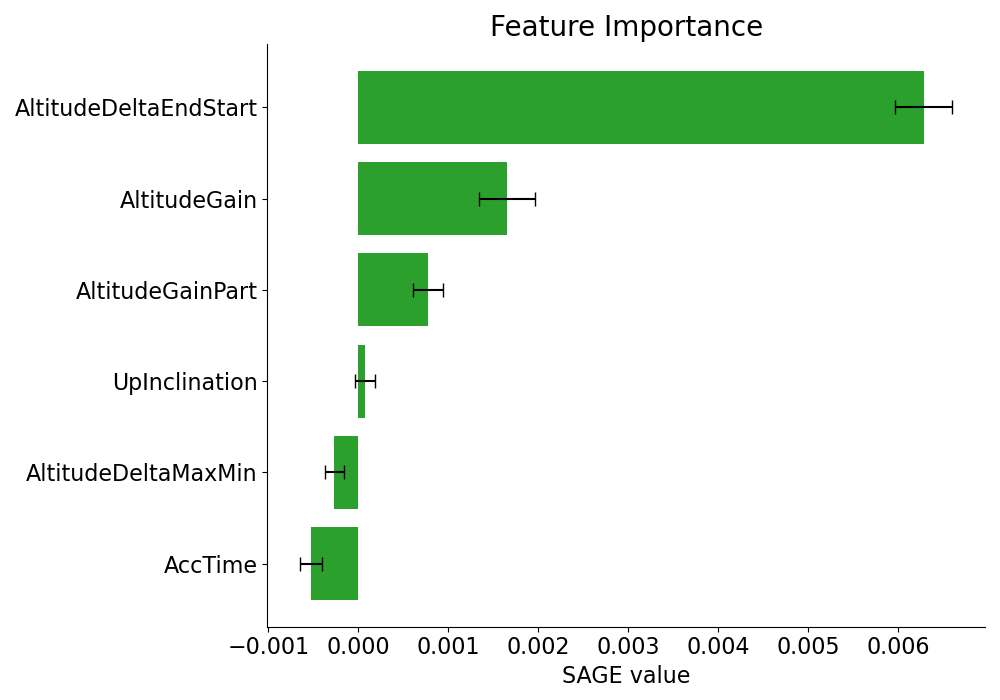 Feature Importance
AltitudeDeltaEndStart
AltitudeGain
AltitudeGainPart
UpInclination
AltitudeDeltaMaxMin
AccTime
−0.001 0.000 0.001 0.002 0.003 0.004 0.005 0.006
SAGE value